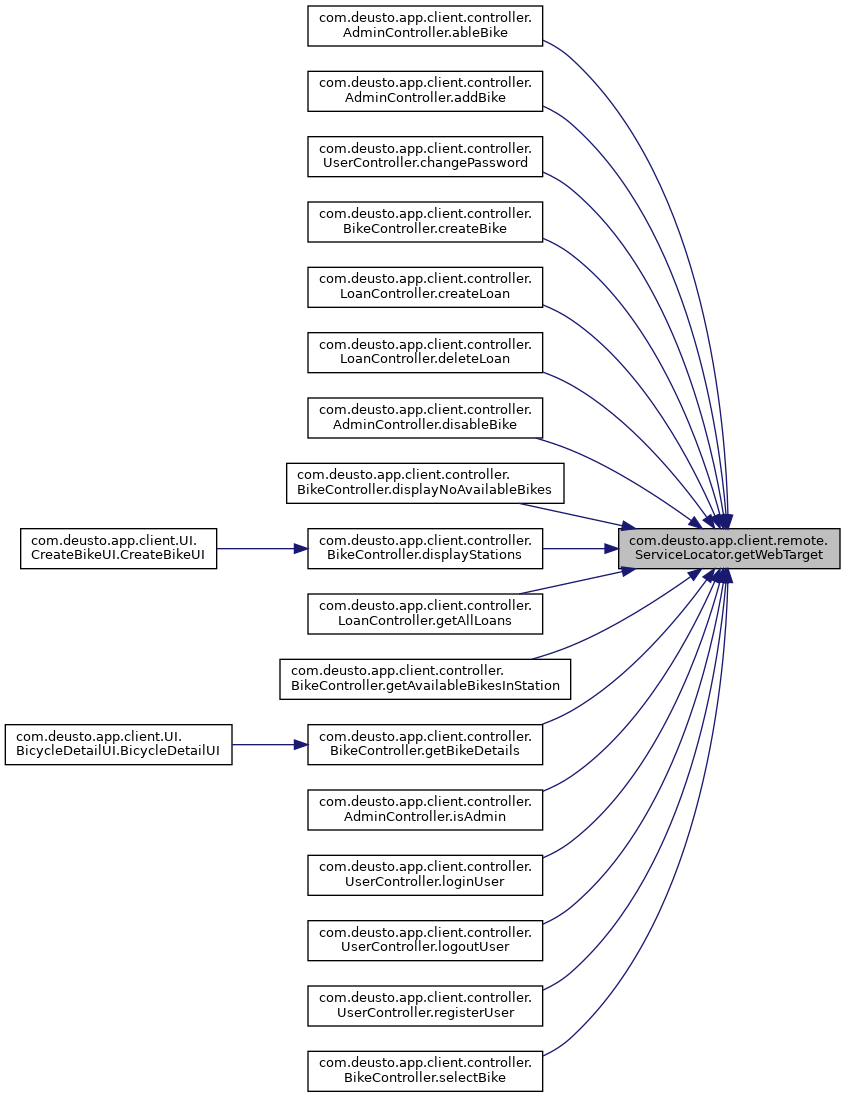 com.deusto.app.client.controller.
AdminController.ableBike
com.deusto.app.client.controller.
AdminController.addBike
com.deusto.app.client.controller.
UserController.changePassword
com.deusto.app.client.controller.
BikeController.createBike
com.deusto.app.client.controller.
LoanController.createLoan
com.deusto.app.client.controller.
LoanController.deleteLoan
com.deusto.app.client.controller.
AdminController.disableBike
com.deusto.app.client.controller.
BikeController.displayNoAvailableBikes
com.deusto.app.client.UI.
CreateBikeUI.CreateBikeUI
com.deusto.app.client.controller.
BikeController.displayStations
com.deusto.app.client.remote.
ServiceLocator.getWebTarget
com.deusto.app.client.controller.
LoanController.getAllLoans
com.deusto.app.client.controller.
BikeController.getAvailableBikesInStation
com.deusto.app.client.UI.
BicycleDetailUI.BicycleDetailUI
com.deusto.app.client.controller.
BikeController.getBikeDetails
com.deusto.app.client.controller.
AdminController.isAdmin
com.deusto.app.client.controller.
UserController.loginUser
com.deusto.app.client.controller.
UserController.logoutUser
com.deusto.app.client.controller.
UserController.registerUser
com.deusto.app.client.controller.
BikeController.selectBike